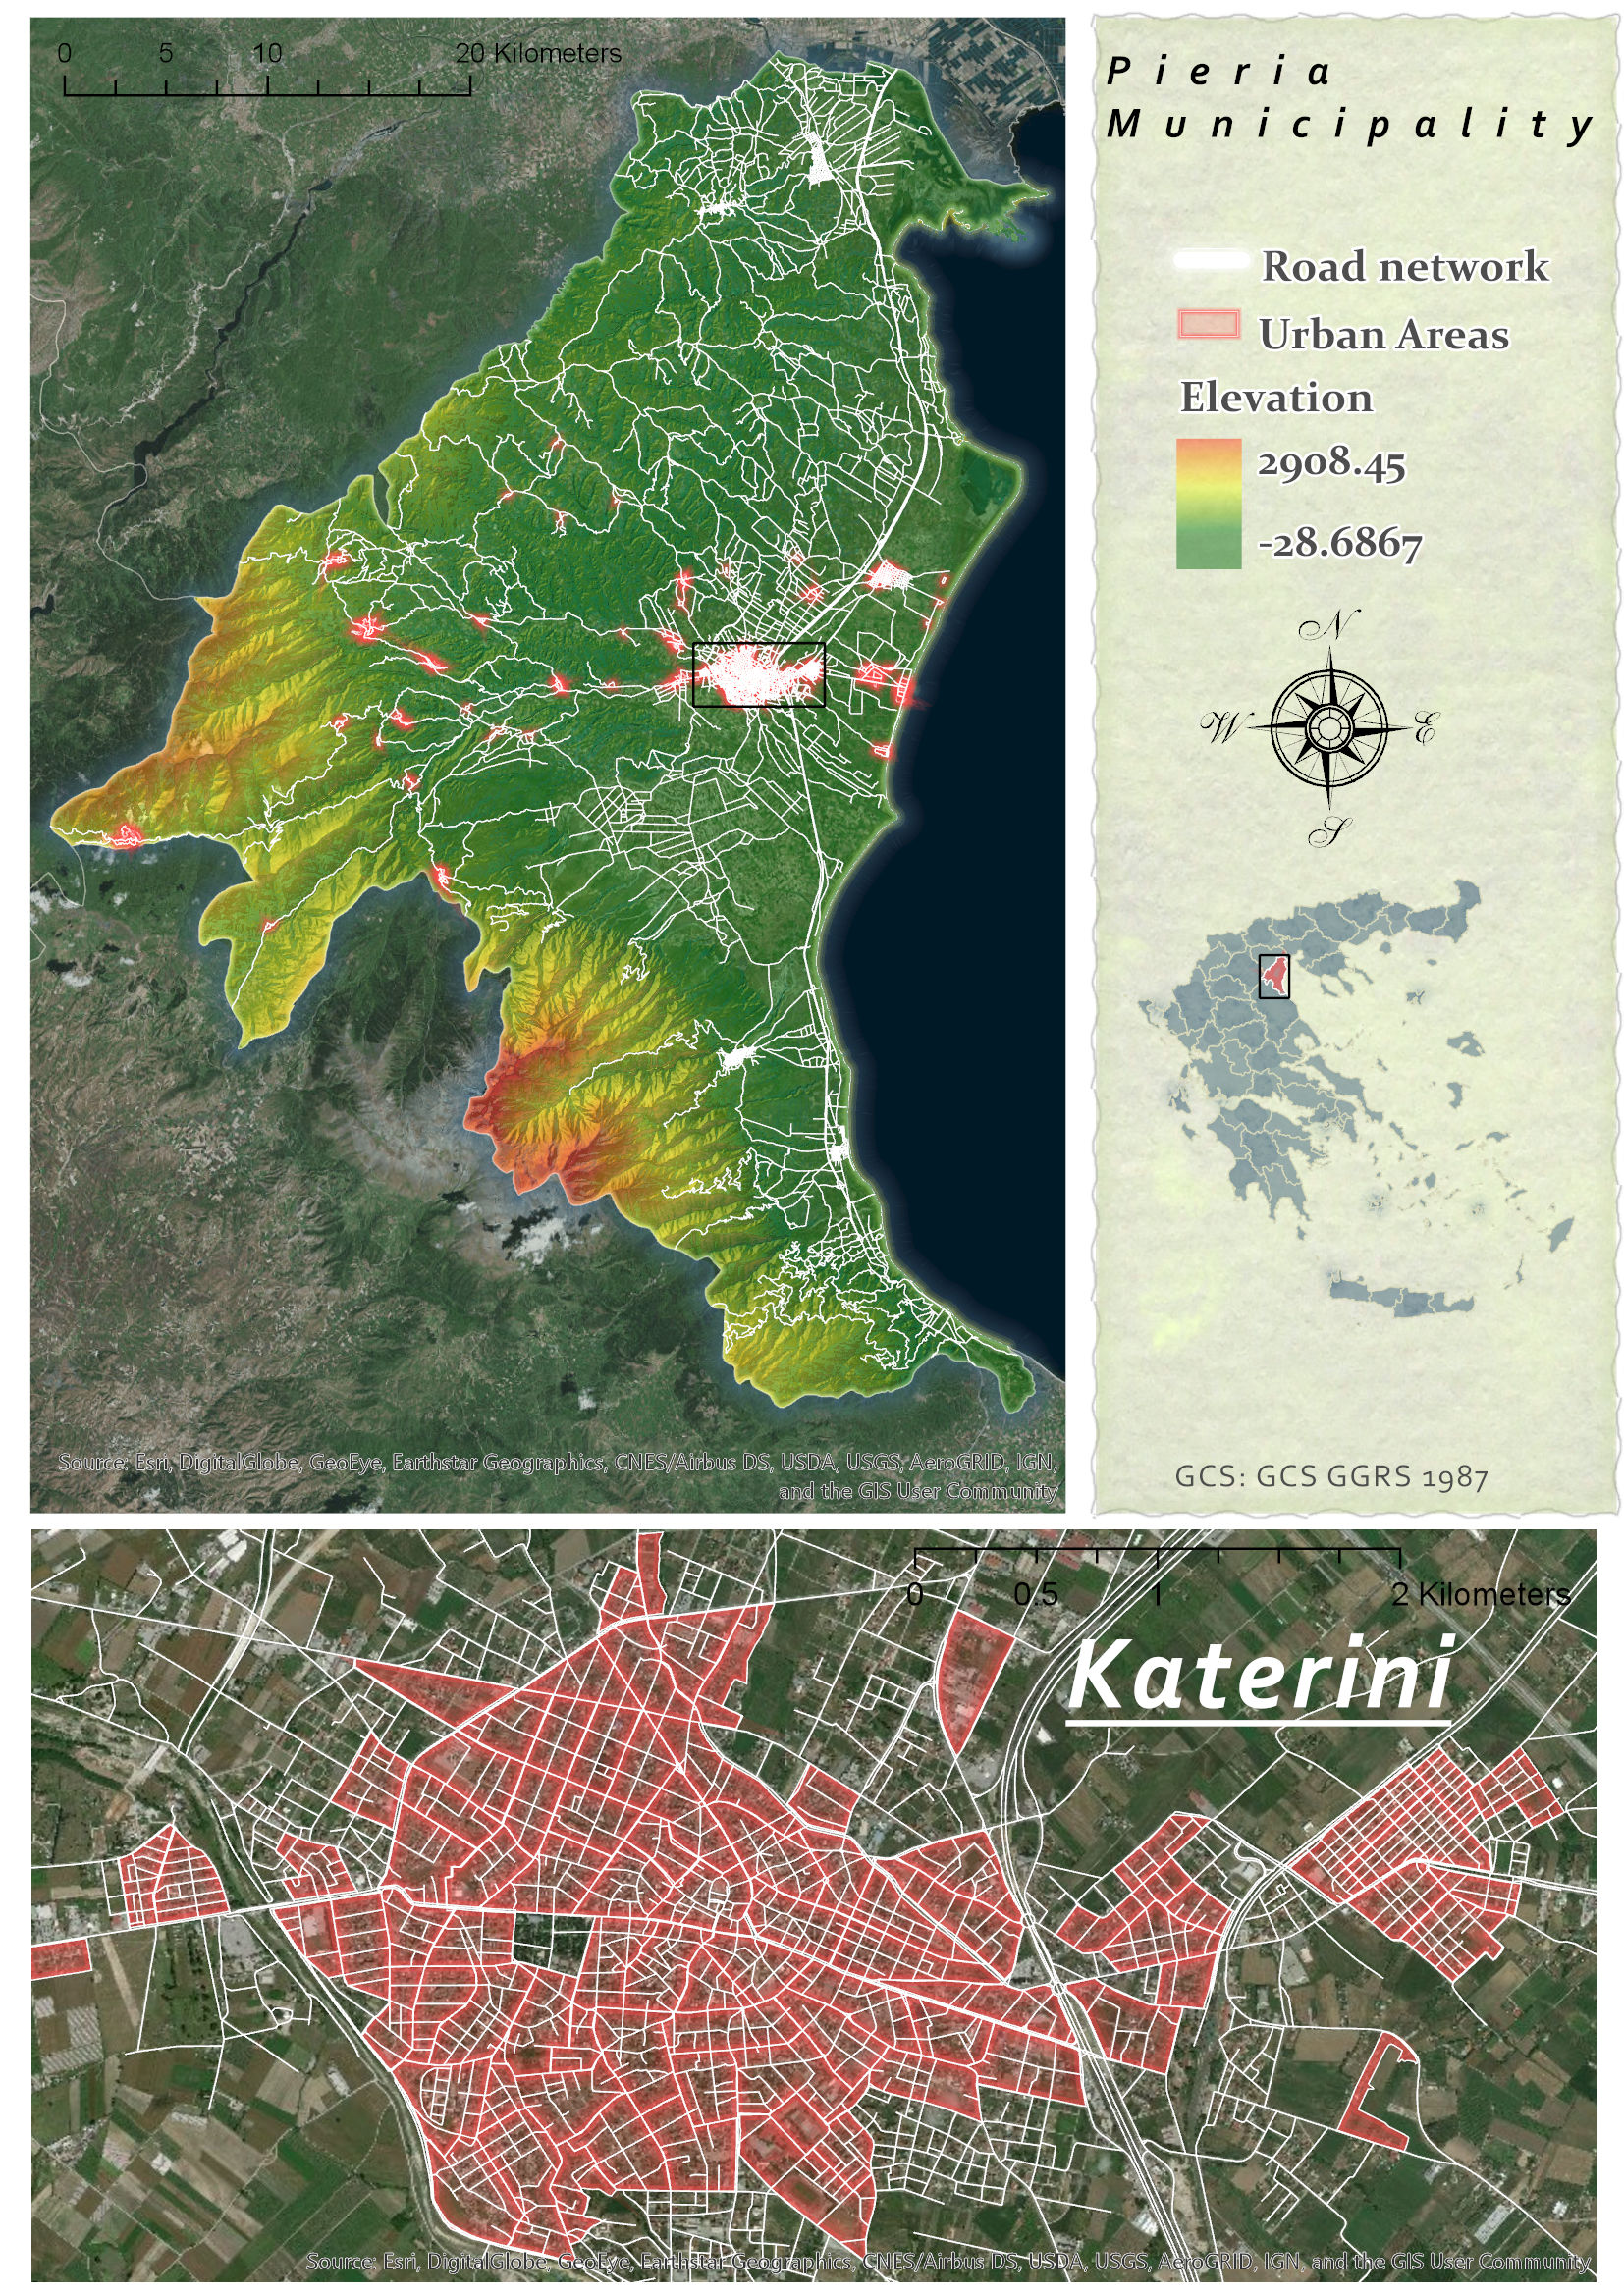 0 5 10 20 Kilometers
Source: Esri, DigitalGlobe, GeoEye, Earthstar Geographics, CNES/Airbus DS, USDA, USGS, AeroGRID, IGN,
and the GIS User Community
Pieria
Municipality
Road network
Urban Areas
Elevation
2908.45
-28.6867
N
W E
S
GCS: GCS GGRS 1987
0 0.5 1 2 Kilometers
Katerini
Source: Esri, DigitalGlobe, GeoEye, Earthstar Geographics, CNES/Airbus DS, USDA, USGS, AeroGRID, IGN, and the GIS User Community